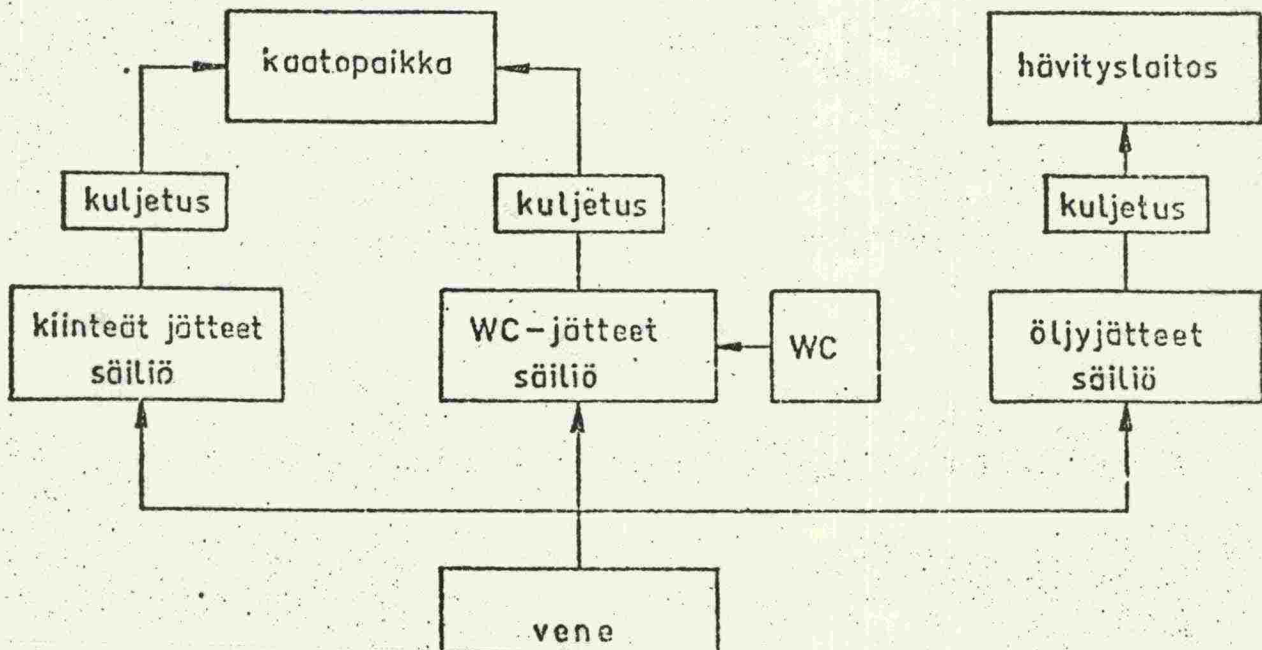 kaatopaikka
hävityslaitos
kuljetus
kuljetus
kuljetus
kiinteät jätteet
säiliö
WC-jätteet
säiliö
WC
öljyjätteet
säiliö
vene